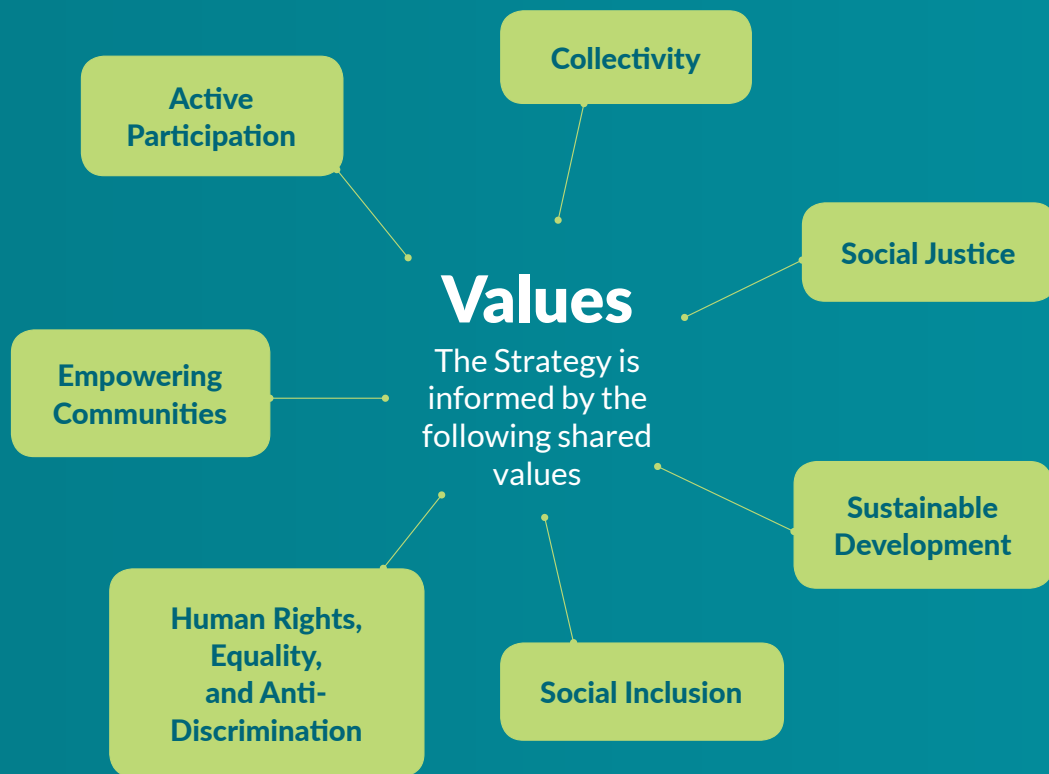 Collectivity
Active
Participation
Social Justice
Values
The Strategy is
informed by the
following shared
values
Empowering
Communities
Sustainable
Development
Human Rights,
Equality,
and Anti-
Discrimination
Social Inclusion